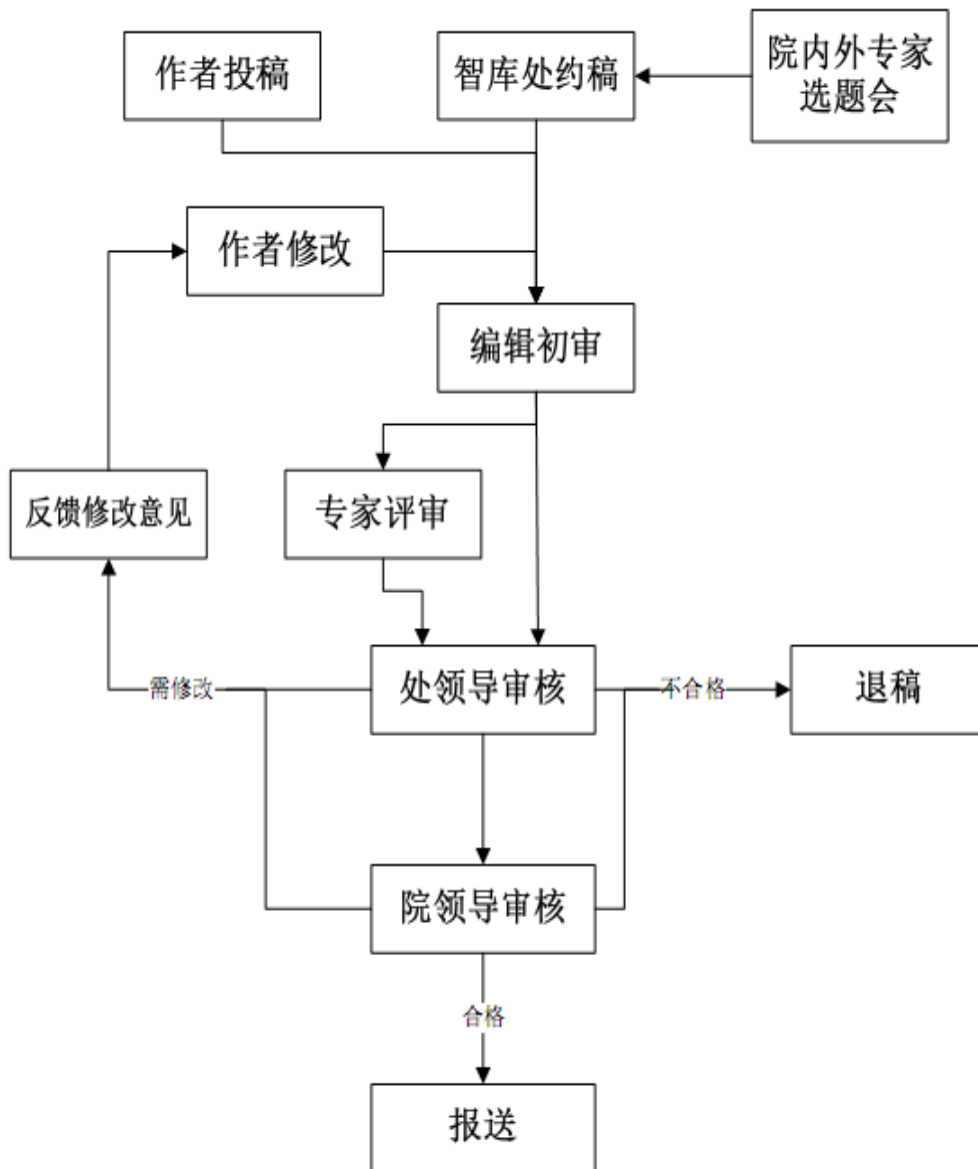 作者投稿
智库处约稿
院内外专家
选题会
作者修改
编辑初审
反馈修改意见
专家评审
需修改
处领导审核
不合格
退稿
院领导审核
合格
报送